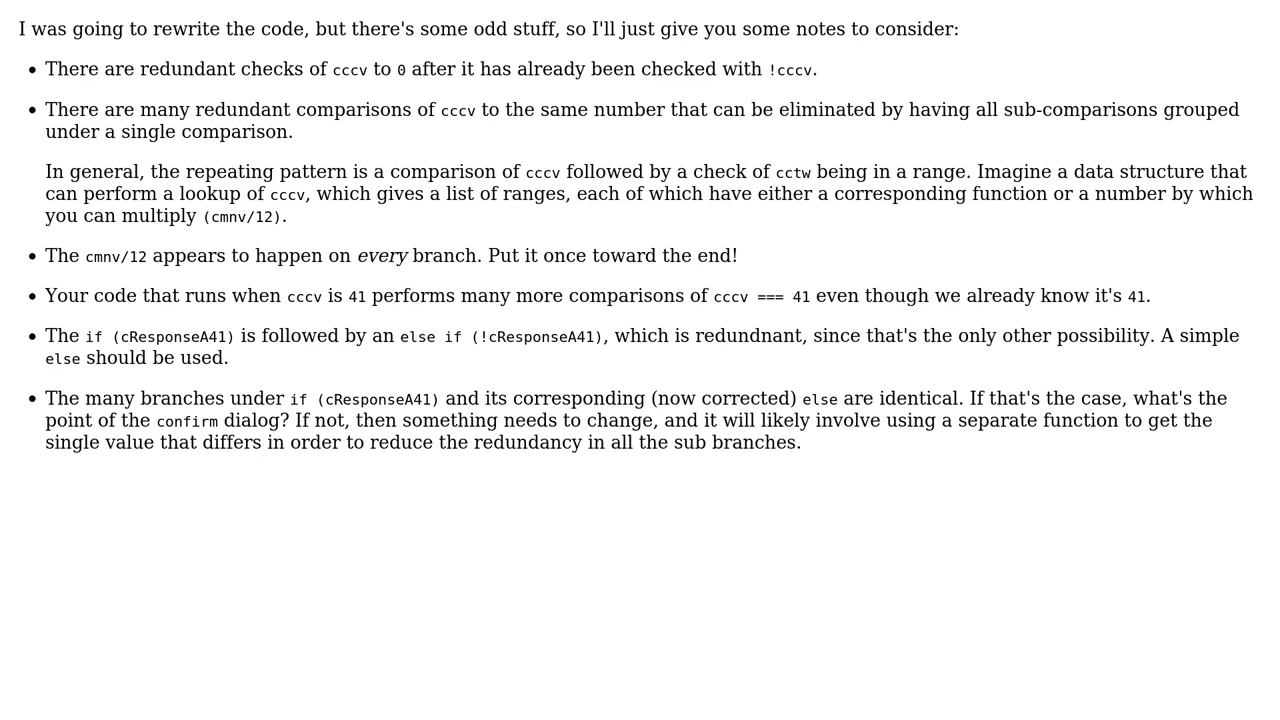 I was going to rewrite the code, but there's some odd stuff, so I'll just give you some notes to consider:
• There are redundant checks of cccv to 0 after it has already been checked with !cccv.
• There are many redundant comparisons of cccv to the same number that can be eliminated by having all sub-comparisons grouped
under a single comparison.
In general, the repeating pattern is a comparison of cccv followed by a check of cctw being in a range. Imagine a data structure that
can perform a lookup of cccv, which gives a list of ranges, each of which have either a corresponding function or a number by which
you can multiply (cmnv/12).
• The cmnv/12 appears to happen on every branch. Put it once toward the end!
• Your code that runs when cccv is 41 performs many more comparisons of cccv === 41 even though we already know it's 41.
• The if (cResponseA41) is followed by an else if (!cResponseA41), which is redundnant, since that's the only other possibility. A simple
else should be used.
• The many branches under if (cResponseA41) and its corresponding (now corrected) else are identical. If that's the case, what's the
point of the confirm dialog? If not, then something needs to change, and it will likely involve using a separate function to get the
single value that differs in order to reduce the redundancy in all the sub branches.